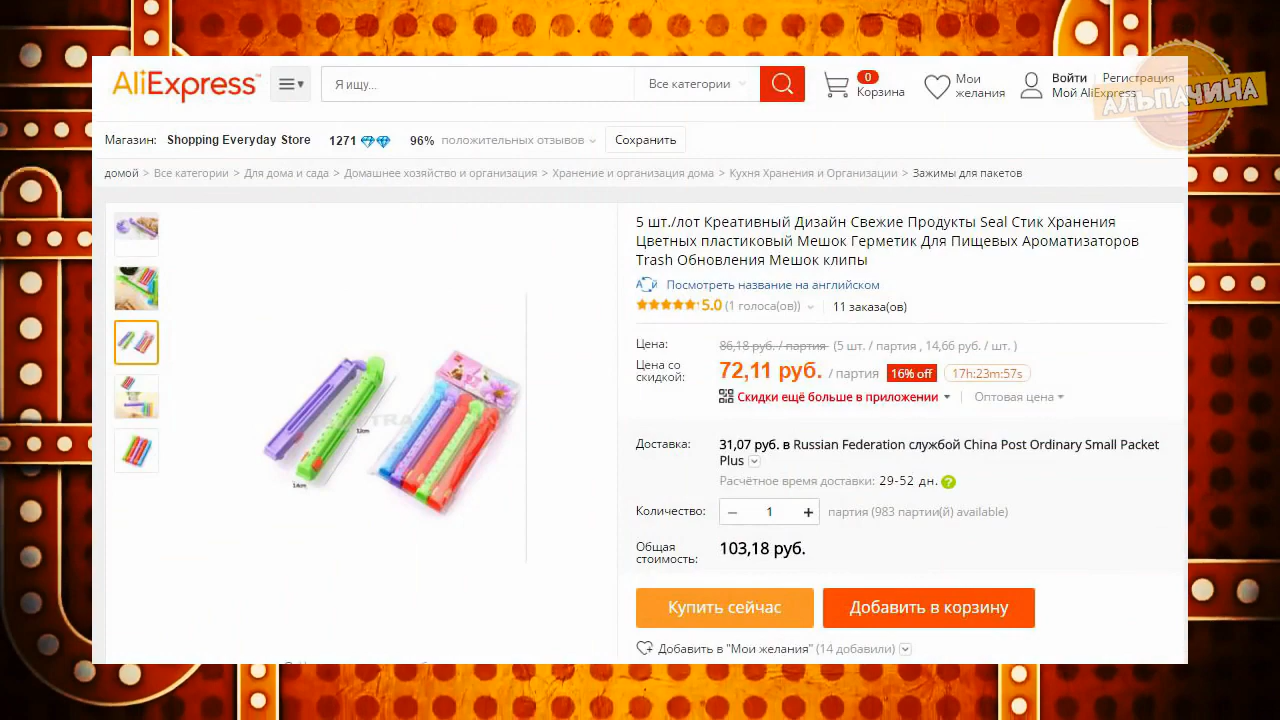 AliExpress™
Я ищу...
Все категории
0
Корзина
Мои
желания
Войти | Регистрация
Мой AliExpress
АЛЬПАЧИНА
Магазин: Shopping Everyday Store 1271 96% положительных отзывов Сохранить
домой > Все категории > Для дома и сада > Домашнее хозяйство и организация > Хранение и организация дома > Кухня Хранения и Организации > Зажимы для пакетов
5 шт./лот Креативный Дизайн Свежие Продукты Seal Стик Хранения
Цветных пластиковый Мешок Герметик Для Пищевых Ароматизаторов
Trash Обновления Мешок клипы
Посмотреть название на английском
5.0 (1 голоса(ов)) 11 заказа(ов)
Цена: 86,18 руб. / партия (5 шт. / партия , 14,66 руб. / шт. )
Цена со
скидкой:
72,11 руб. / партия 16% off 17h:23m:57s
Скидки ещё больше в приложении | Оптовая цена
Доставка: 31,07 руб. в Russian Federation службой China Post Ordinary Small Packet
Plus
Расчётное время доставки: 29-52 дн. ?
Количество: − 1 + партия (983 партии(й) available)
Общая
стоимость:
103,18 руб.
Купить сейчас Добавить в корзину
Добавить в "Мои желания" (14 добавили)
12cm
14cm